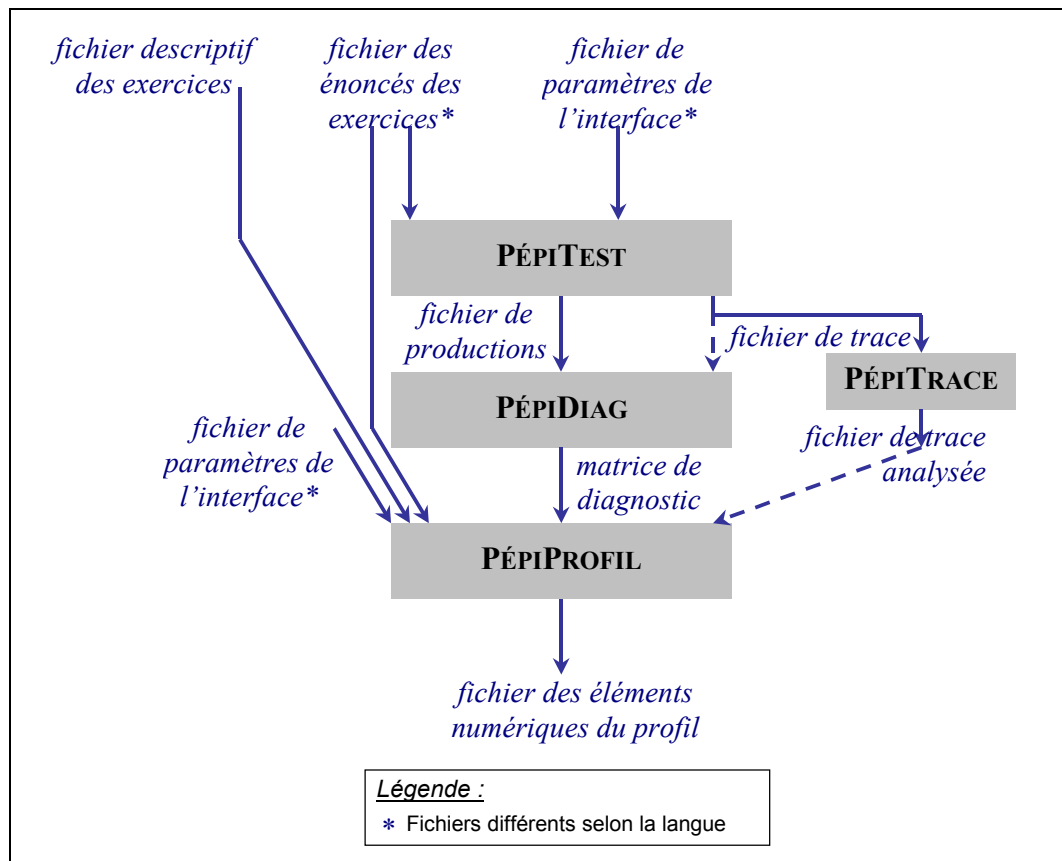 fichier descriptif
des exercices
fichier des
énoncés des
exercices*
fichier de
paramètres de
l'interface*
PÉPITEST
fichier de
productions
fichier de trace
PÉPITRACE
PÉPIDIAG
fichier de
paramètres de
l'interface*
matrice de
diagnostic
fichier de trace
analysée
PÉPIPROFIL
fichier des éléments
numériques du profil
Légende :
* Fichiers différents selon la langue